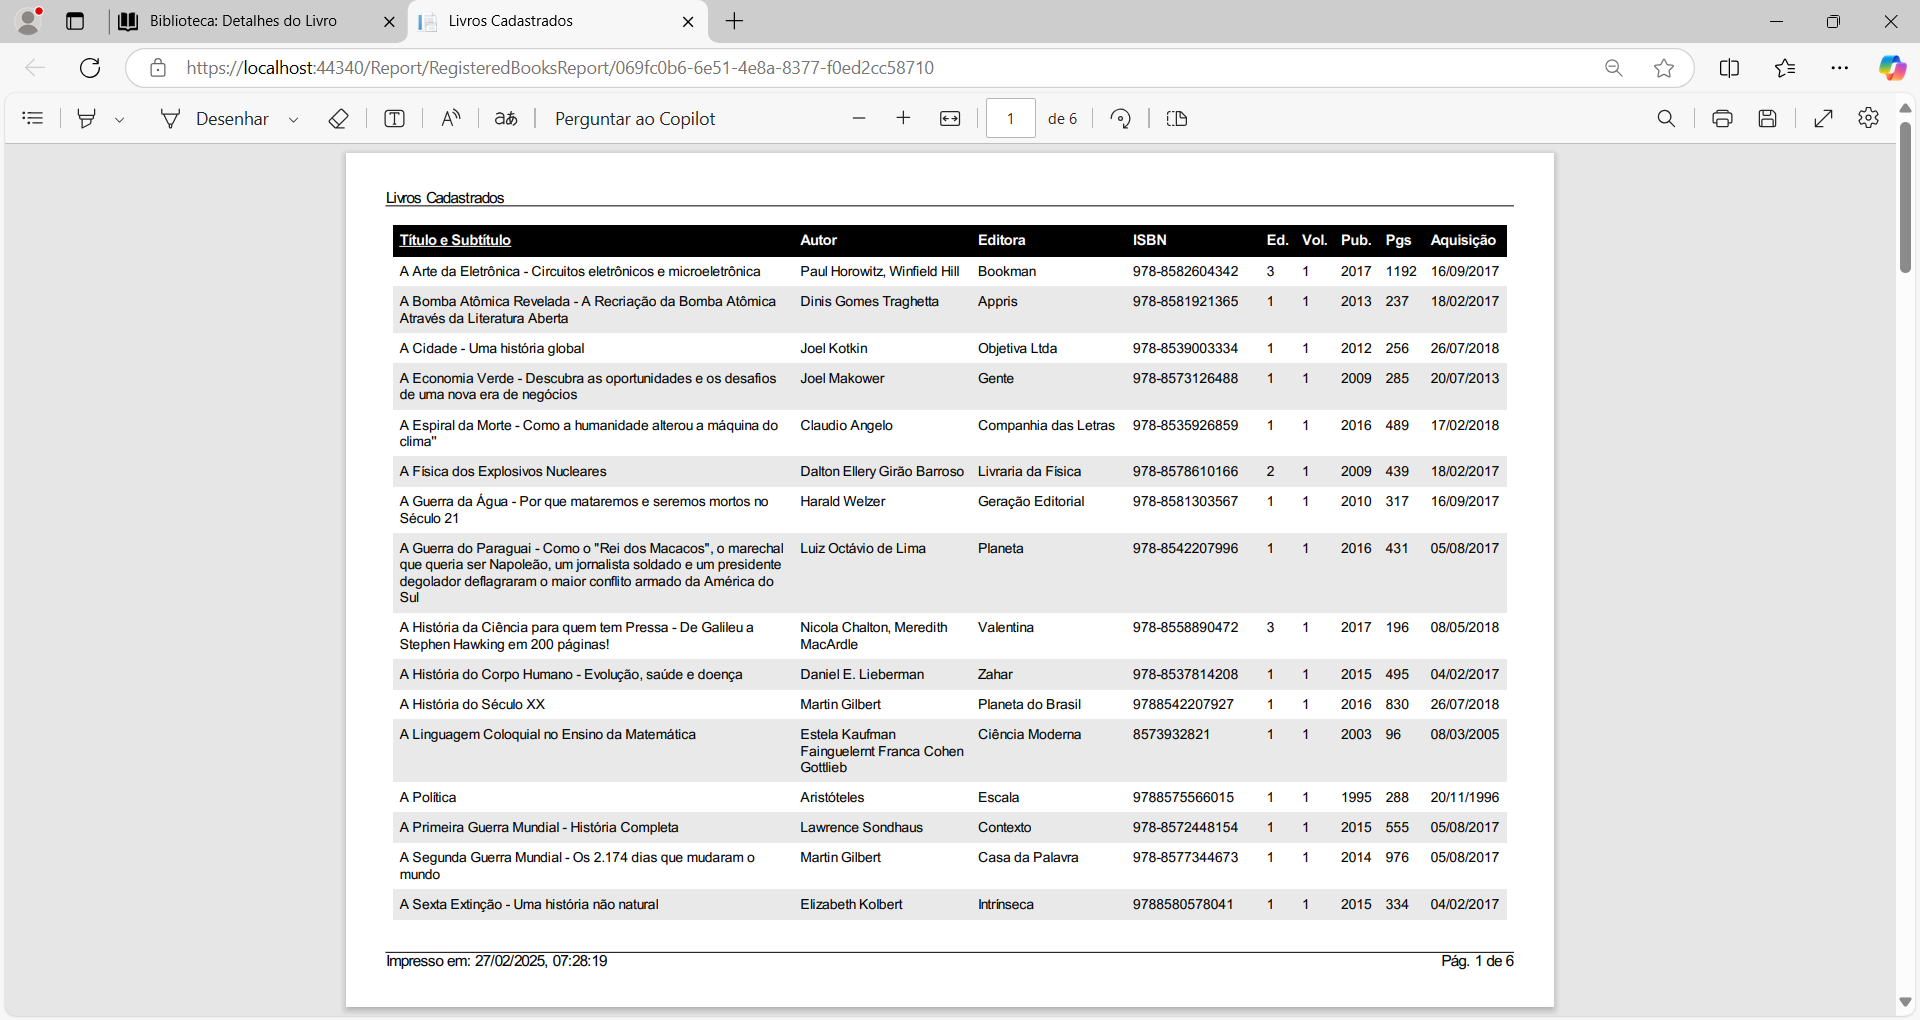 Biblioteca: Detalhes do Livro
Livros Cadastrados
https://localhost:44340/Report/RegisteredBooksReport/069fc0b6-6e51-4e8a-8377-f0ed2cc58710
Desenhar
Perguntar ao Copilot
1 de 6
Livros Cadastrados
Título e Subtítulo Autor Editora ISBN Ed. Vol. Pub. Pgs Aquisição
A Arte da Eletrônica - Circuitos eletrônicos e microeletrônica Paul Horowitz, Winfield Hill Bookman 978-8582604342 3 1 2017 1192 16/09/2017
A Bomba Atômica Revelada - A Recriação da Bomba Atômica Dinis Gomes Traghetta Appris 978-8581921365 1 1 2013 237 18/02/2017
Através da Literatura Aberta
A Cidade - Uma história global Joel Kotkin Objetiva Ltda 978-8539003334 1 1 2012 256 26/07/2018
A Economia Verde - Descubra as oportunidades e os desafios Joel Makower Gente 978-8573126488 1 1 2009 285 20/07/2013
de uma nova era de negócios
A Espiral da Morte - Como a humanidade alterou a máquina do Claudio Angelo Companhia das Letras 978-8535926859 1 1 2016 489 17/02/2018
clima"
A Física dos Explosivos Nucleares Dalton Ellery Girão Barroso Livraria da Física 978-8578610166 2 1 2009 439 18/02/2017
A Guerra da Água - Por que mataremos e seremos mortos no Harald Welzer Geração Editorial 978-8581303567 1 1 2010 317 16/09/2017
Século 21
A Guerra do Paraguai - Como o "Rei dos Macacos", o marechal Luiz Octávio de Lima Planeta 978-8542207996 1 1 2016 431 05/08/2017
que queria ser Napoleão, um jornalista soldado e um presidente
degolador deflagraram o maior conflito armado da América do
Sul
A História da Ciência para quem tem Pressa - De Galileu a Nicola Chalton, Meredith Valentina 978-8558890472 3 1 2017 196 08/05/2018
Stephen Hawking em 200 páginas! MacArdle
A História do Corpo Humano - Evolução, saúde e doença Daniel E. Lieberman Zahar 978-8537814208 1 1 2015 495 04/02/2017
A História do Século XX Martin Gilbert Planeta do Brasil 9788542207927 1 1 2016 830 26/07/2018
A Linguagem Coloquial no Ensino da Matemática Estela Kaufman Ciência Moderna 8573932821 1 1 2003 96 08/03/2005
Fainguelernt Franca Cohen
Gottlieb
A Política Aristóteles Escala 9788575566015 1 1 1995 288 20/11/1996
A Primeira Guerra Mundial - História Completa Lawrence Sondhaus Contexto 978-8572448154 1 1 2015 555 05/08/2017
A Segunda Guerra Mundial - Os 2.174 dias que mudaram o Martin Gilbert Casa da Palavra 978-8577344673 1 1 2014 976 05/08/2017
mundo
A Sexta Extinção - Uma história não natural Elizabeth Kolbert Intrínseca 9788580578041 1 1 2015 334 04/02/2017
Impresso em: 27/02/2025, 07:28:19 Pág. 1 de 6